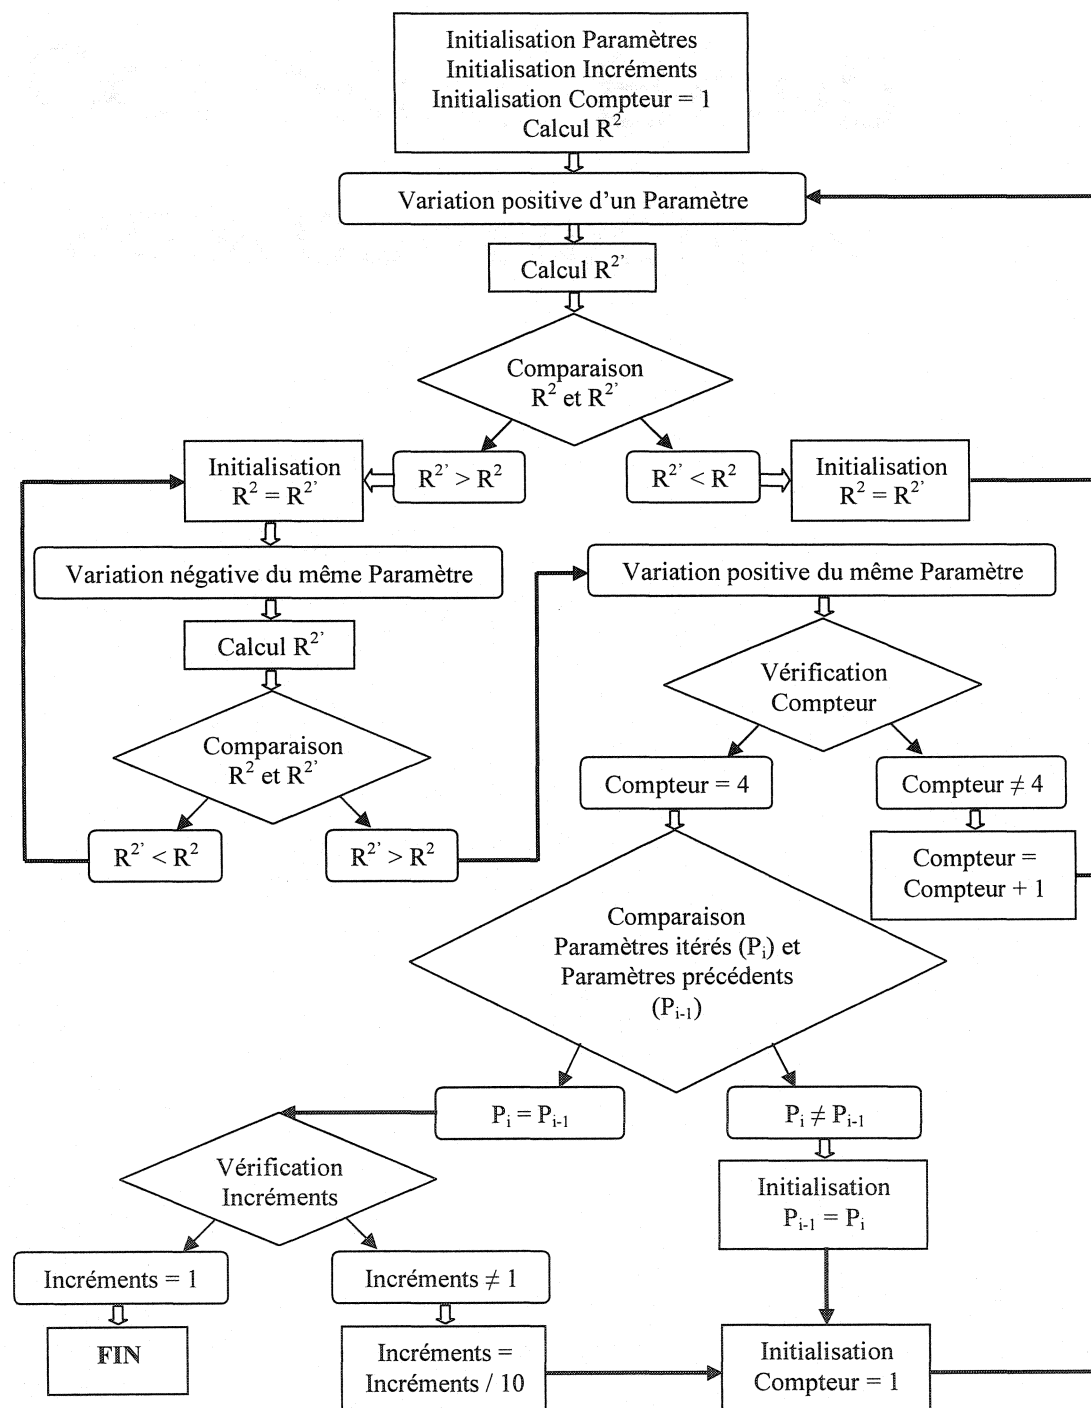 Initialisation Paramètres
Initialisation Incréments
Initialisation Compteur = 1
Calcul R²
Variation positive d'un Paramètre
Calcul R²'
Comparaison
R² et R²'
R²' > R²
R²' < R²
Initialisation
R² = R²'
Initialisation
R² = R²'
Variation négative du même Paramètre
Variation positive du même Paramètre
Calcul R²'
Vérification
Compteur
Comparaison
R² et R²'
Compteur = 4
Compteur ≠ 4
R²' < R²
R²' > R²
Compteur =
Compteur + 1
Comparaison
Paramètres itérés (Pᵢ) et
Paramètres précédents
(Pᵢ₋₁)
Pᵢ = Pᵢ₋₁
Pᵢ ≠ Pᵢ₋₁
Vérification
Incréments
Initialisation
Pᵢ₋₁ = Pᵢ
Incréments = 1
Incréments ≠ 1
FIN
Incréments =
Incréments / 10
Initialisation
Compteur = 1